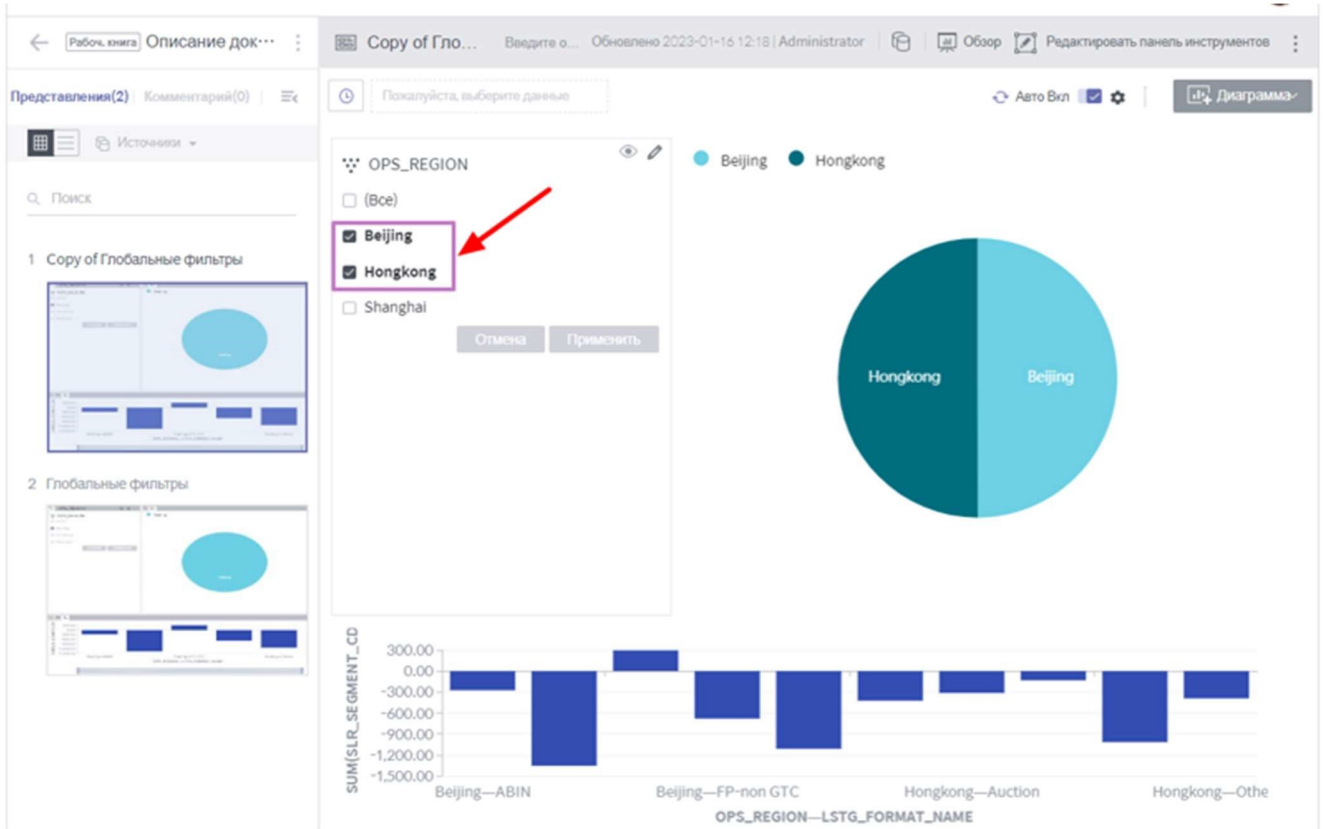 Рабоч. книга Описание док···
Copy of Гло... Введите о... Обновлено 2023-01-16 12:18 | Administrator Обзор Редактировать панель инструментов
Представления(2) Комментарий(0)
Пожалуйста, выберите данные
Авто Вкл Диаграмма
Источники
Поиск
1 Copy of Глобальные фильтры
2 Глобальные фильтры
OPS_REGION
(Все)
Beijing
Hongkong
Shanghai
Отмена Применить
Beijing Hongkong
Hongkong Beijing
SUM(SLR_SEGMENT_CD
300.00
0.00
-300.00
-600.00
-900.00
-1,200.00
-1,500.00
Beijing—ABIN Beijing—FP-non GTC Hongkong—Auction Hongkong—Othe
OPS_REGION—LSTG_FORMAT_NAME